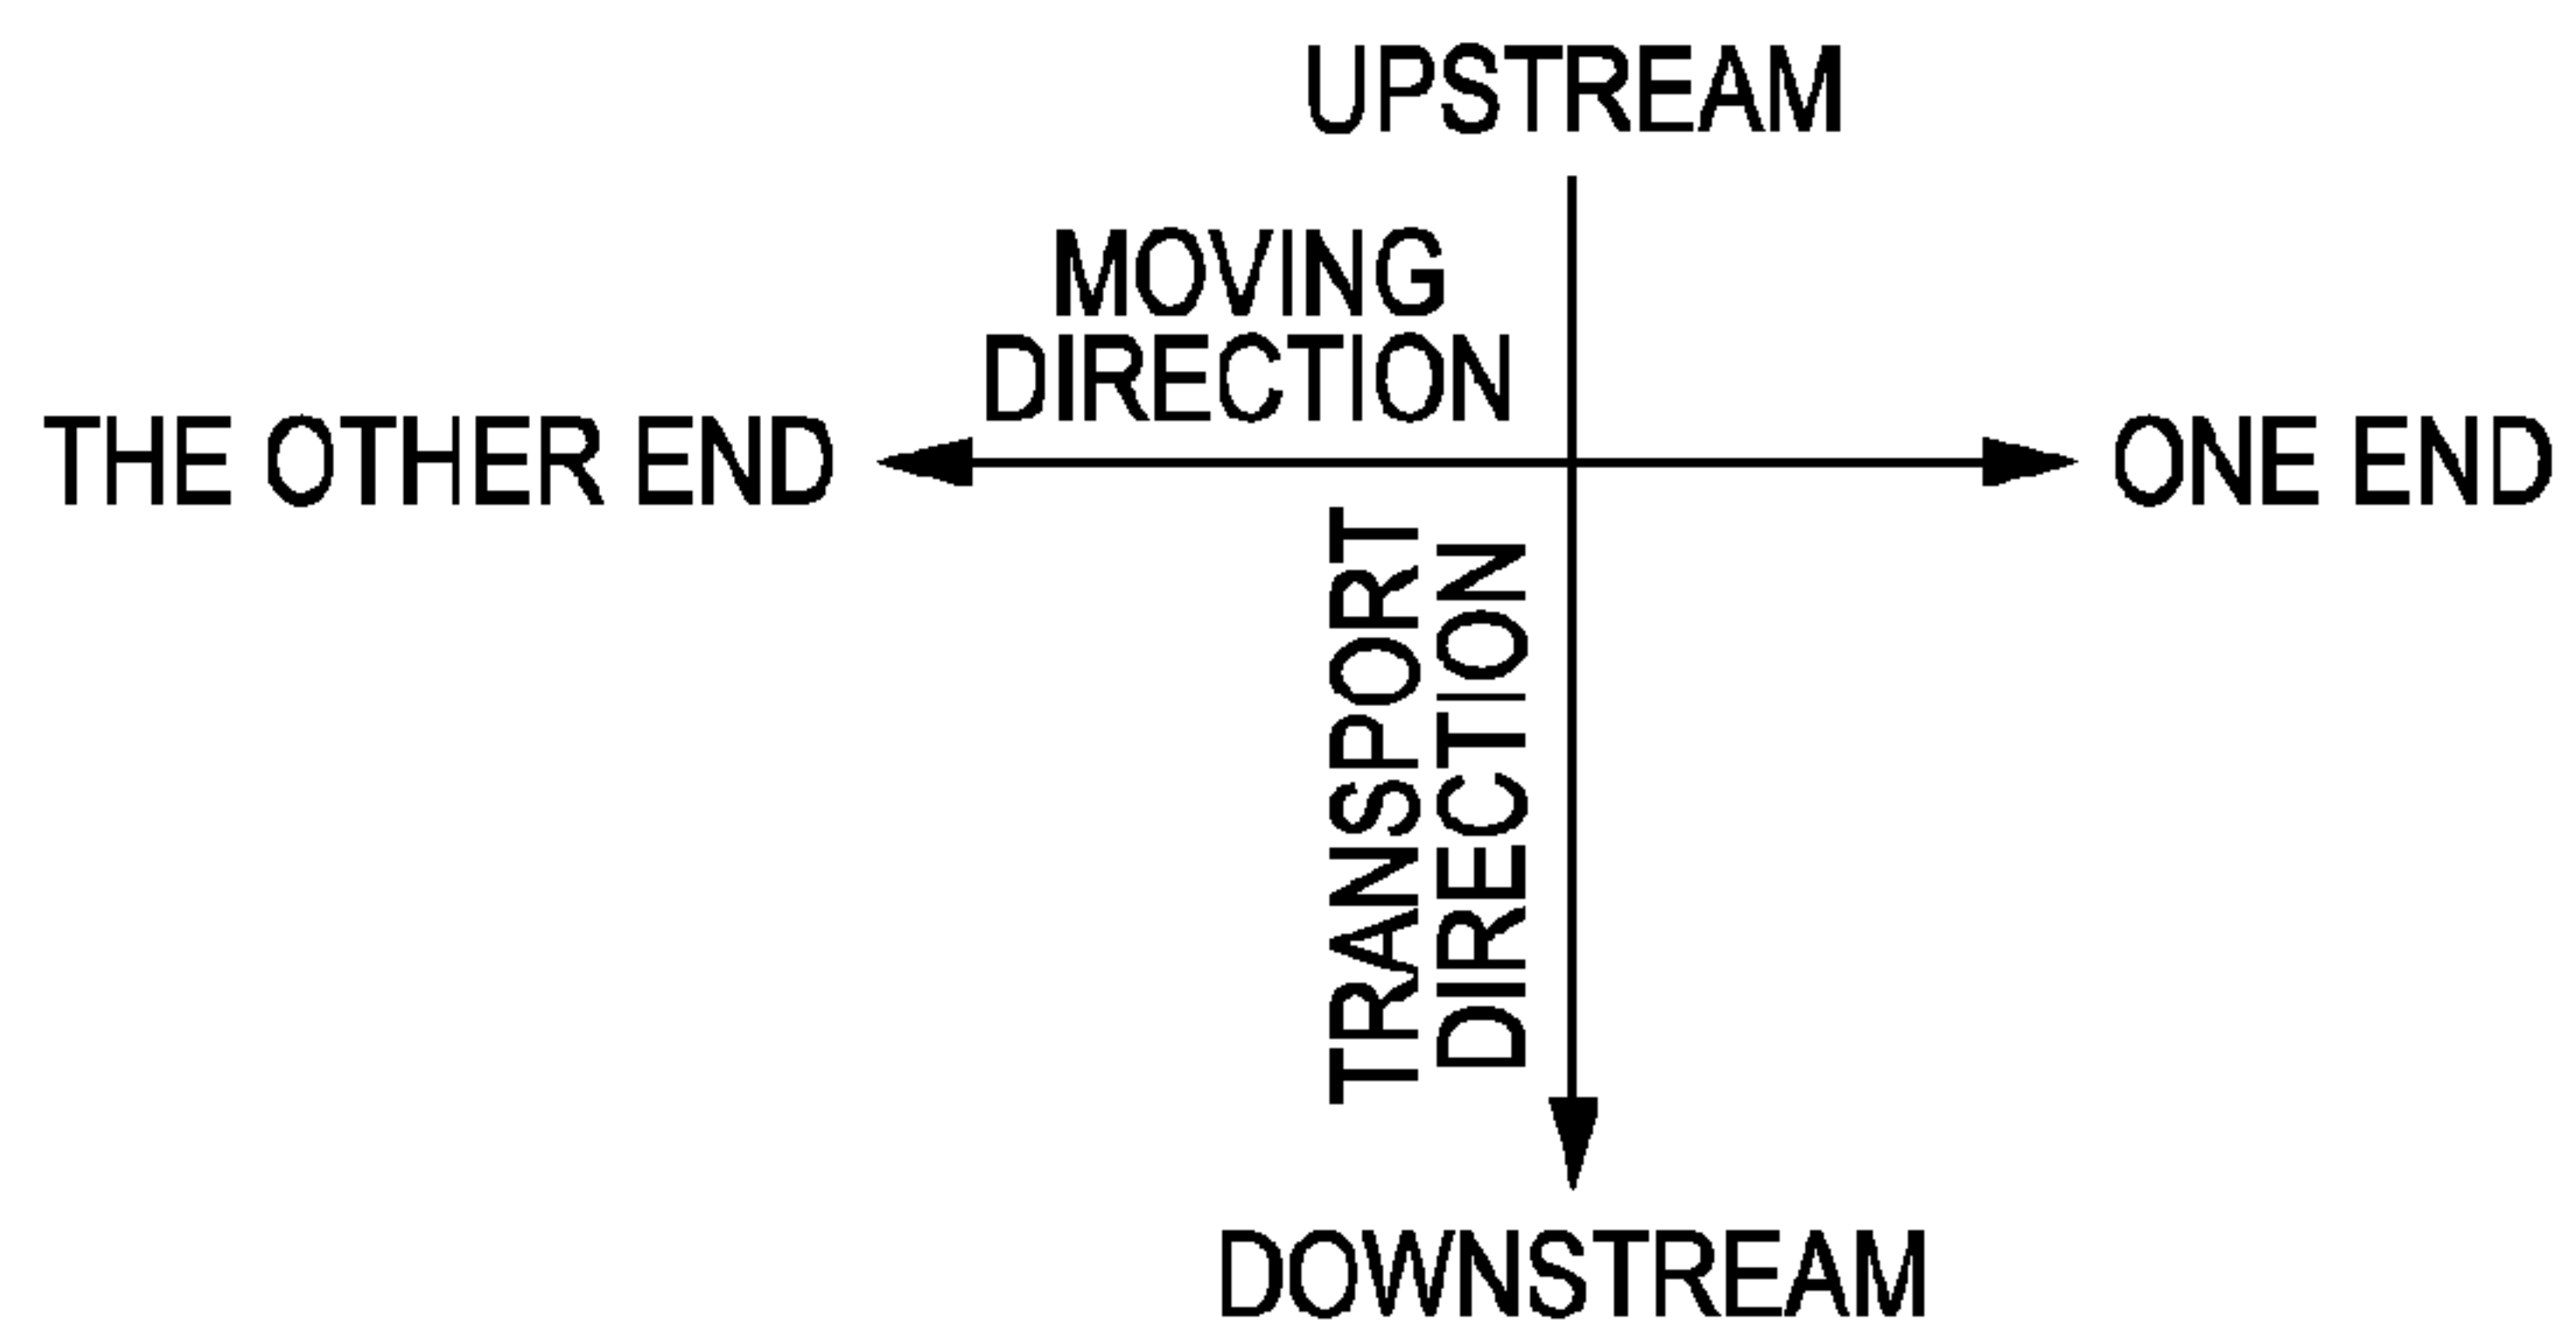 UPSTREAM
MOVING
DIRECTION
THE OTHER END
ONE END
TRANSPORT
DIRECTION
DOWNSTREAM